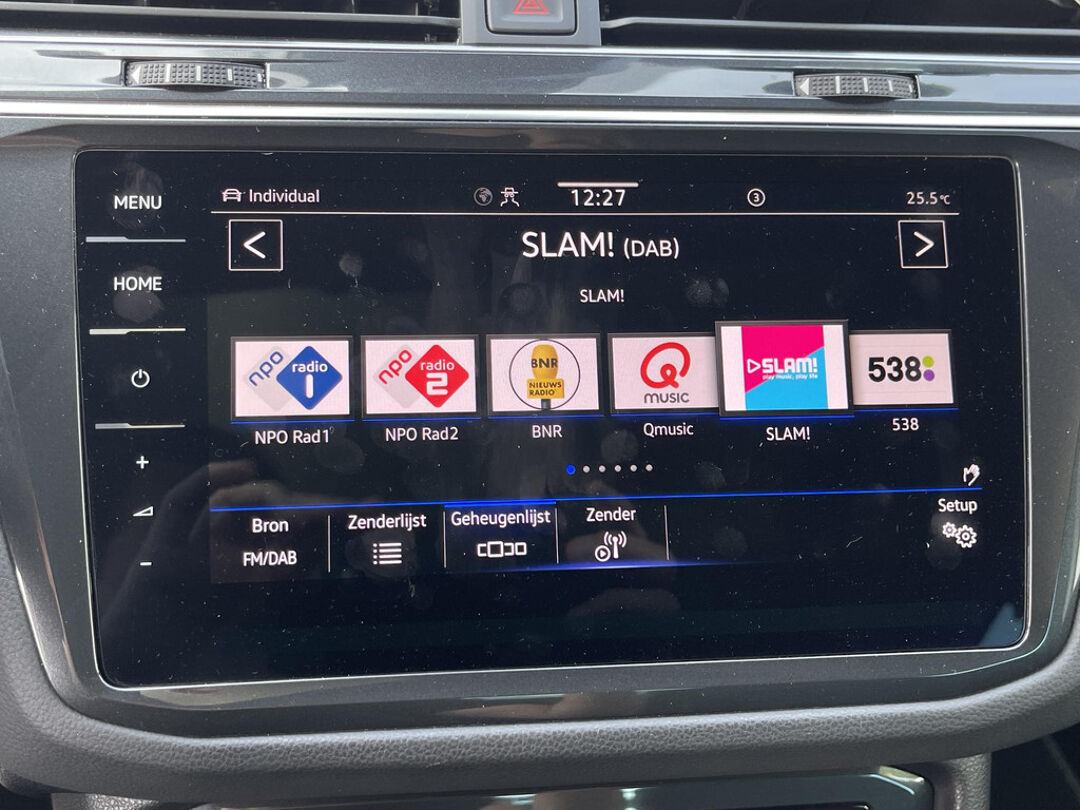 MENU
HOME
+
-
Individual
12:27
3
25.5°C
<
SLAM! (DAB)
>
SLAM!
npo radio 1
npo radio 2
BNR
NIEUWS
RADIO
Q
MUSIC
SLAM!
play music, play life
538
NPO Rad1
NPO Rad2
BNR
Qmusic
SLAM!
538
Bron
FM/DAB
Zenderlijst
Geheugenlijst
Zender
Setup